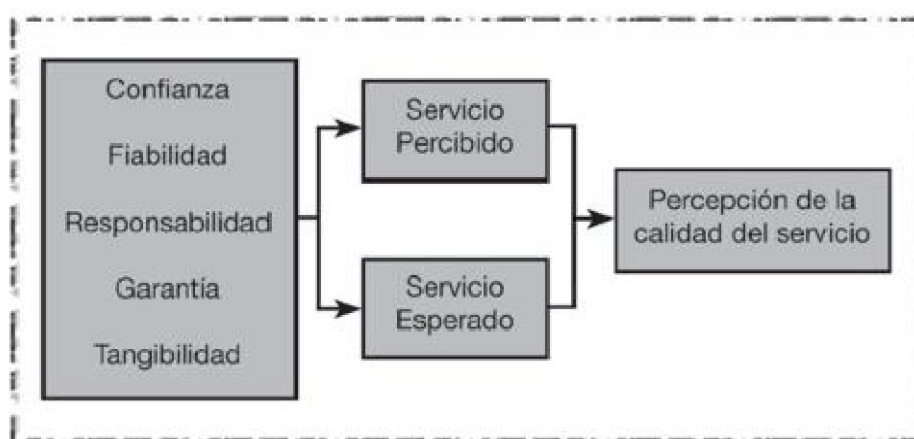 Confianza
Fiabilidad
Responsabilidad
Garantía
Tangibilidad
Servicio
Percibido
Servicio
Esperado
Percepción de la
calidad del servicio